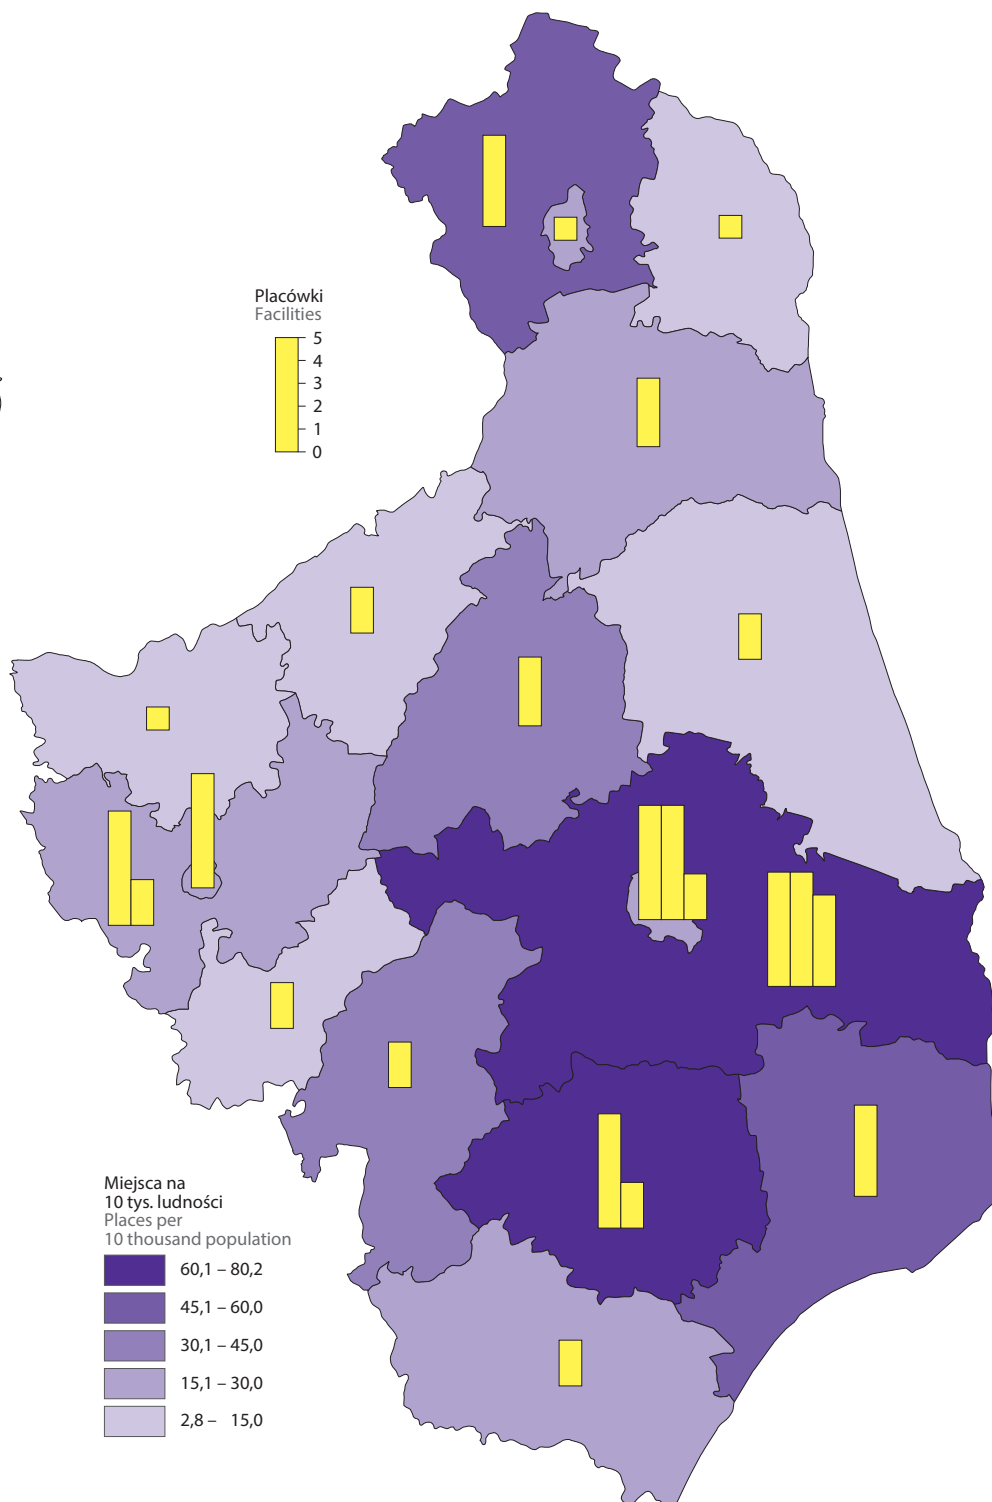 Placówki
Facilities
5
4
3
2
1
0
Miejsca na
10 tys. ludności
Places per
10 thousand population
60,1 – 80,2
45,1 – 60,0
30,1 – 45,0
15,1 – 30,0
2,8 – 15,0